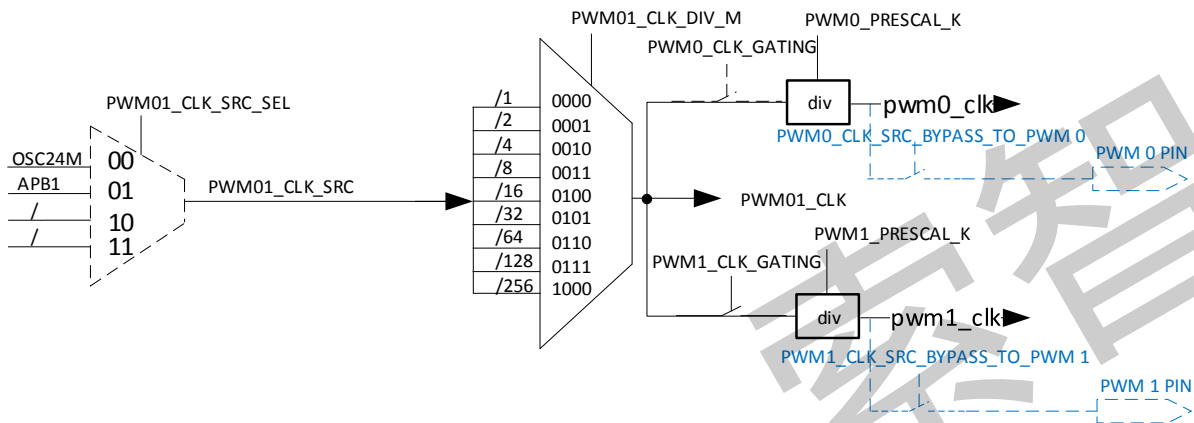 PWM01_CLK_DIV_M
PWM0_PRESCAL_K
PWM0_CLK_GATING
PWM01_CLK_SRC_SEL
OSC24M
00
APB1
01
/
10
/
11
PWM01_CLK_SRC
/1
0000
/2
0001
/4
0010
/8
0011
/16
0100
/32
0101
/64
0110
/128
0111
/256
1000
div
pwm0_clk
PWM0_CLK_SRC_BYPASS_TO_PWM 0
PWM 0 PIN
PWM01_CLK
PWM1_PRESCAL_K
PWM1_CLK_GATING
div
pwm1_clk
PWM1_CLK_SRC_BYPASS_TO_PWM 1
PWM 1 PIN
索智